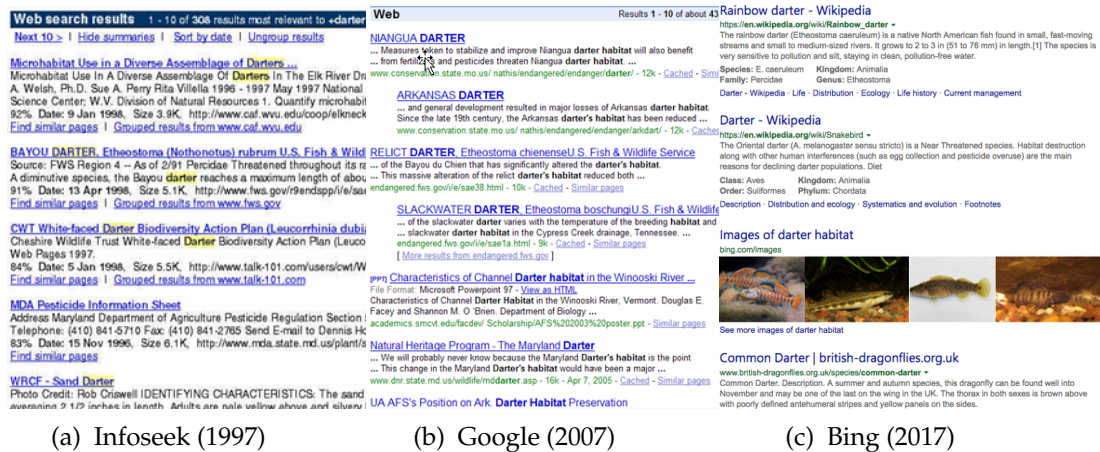 Web search results 1 - 10 of 308 results most relevant to +darter
Next 10 > | Hide summaries | Sort by date | Ungroup results
Microhabitat Use in a Diverse Assemblage of Darters ...
Microhabitat Use In A Diverse Assemblage Of Darters In The Elk River Dr
A. Welsh, Ph.D. Sue A. Perry Rita Villella 1996 - 1997 May 1997 National
Science Center; W.V. Division of Natural Resources 1. Quantify microhabit
92% Date: 9 Jan 1998, Size 3.9K, http://www.caf.wvu.edu/coop/elkneck
Find similar pages | Grouped results from www.caf.wvu.edu
BAYOU DARTER, Etheostoma (Nothonotus) rubrum U.S. Fish & Wild
Source: FWS Region 4 -- As of 2/91 Percidae Threatened throughout its ra
A diminutive species, the Bayou darter reaches a maximum length of abou
91% Date: 13 Apr 1998, Size 5.1K, http://www.fws.gov/r9endspp/i/e/sae
Find similar pages | Grouped results from www.fws.gov
CWT White-faced Darter Biodiversity Action Plan (Leucorrhinia dubia
Cheshire Wildlife Trust White-faced Darter Biodiversity Action Plan (Leuco
Web Pages 1997.
84% Date: 5 Jan 1998, Size 5.5K, http://www.talk-101.com/users/cwt/W
Find similar pages | Grouped results from www.talk-101.com
MDA Pesticide Information Sheet
Address Maryland Department of Agriculture Pesticide Regulation Section
Telephone: (410) 841-5710 Fax: (410) 841-2765 Send E-mail to Dennis Ho
83% Date: 15 Nov 1996, Size 6.1K, http://www.mda.state.md.us/plant/s
Find similar pages
WRCF - Sand Darter
Photo Credit: Rob Criswell IDENTIFYING CHARACTERISTICS: The sand
averaging 2 1/2 inches in length. Adults are pale yellow above and silvery
(a) Infoseek (1997)
Web Results 1 - 10 of about 43
NIANGUA DARTER
... Measures taken to stabilize and improve Niangua darter habitat will also benefit
... from fertilizers and pesticides threaten Niangua darter habitat. ...
www.conservation.state.mo.us/ nathis/endangered/endanger/darter/ - 12k - Cached - Simi
ARKANSAS DARTER
... and general development resulted in major losses of Arkansas darter habitat.
Since the late 19th century, the Arkansas darter's habitat has been reduced ...
www.conservation.state.mo.us/ nathis/endangered/endanger/arkdart/ - 12k - Cache
RELICT DARTER, Etheostoma chienenseU.S. Fish & Wildlife Service
... of the Bayou du Chien that has significantly altered the darter's habitat.
... This massive alteration of the relict darter's habitat reduced both ...
endangered.fws.gov/i/e/sae38.html - 10k - Cached - Similar pages
SLACKWATER DARTER, Etheostoma boschungiU.S. Fish & Wildlife
... of the slackwater darter varies with the temperature of the breeding habitat and
... slackwater darter habitat in the Cypress Creek drainage, Tennessee. ...
endangered.fws.gov/i/e/sae1a.html - 9k - Cached - Similar pages
[ More results from endangered.fws.gov ]
[PPT] Characteristics of Channel Darter habitat in the Winooski River ...
File Format: Microsoft Powerpoint 97 - View as HTML
Characteristics of Channel Darter Habitat in the Winooski River, Vermont. Douglas E.
Facey and Shannon M. O 'Brien. Department of Biology ...
academics.smcvt.edu/facdev/ Scholarship/AFS%202003%20poster.ppt - Similar pages
Natural Heritage Program - The Maryland Darter
... We will probably never know because the Maryland Darter's habitat is the point
... This change in the Maryland Darter's habitat would have been a major ...
www.dnr.state.md.us/wildlife/mddarter.asp - 16k - Apr 7, 2005 - Cached - Similar pages
UA AFS's Position on Ark. Darter Habitat Preservation
(b) Google (2007)
Rainbow darter - Wikipedia
https://en.wikipedia.org/wiki/Rainbow_darter
The rainbow darter (Etheostoma caeruleum) is a native North American fish found in small, fast-moving
streams and small to medium-sized rivers. It grows to 2 to 3 in (51 to 76 mm) in length.[1] The species is
very sensitive to pollution and silt, staying in clean, pollution-free water.
Species: E. caeruleum Kingdom: Animalia
Family: Percidae Genus: Etheostoma
Darter - Wikipedia · Life · Distribution · Ecology · Life history · Current management
Darter - Wikipedia
https://en.wikipedia.org/wiki/Snakebird
The Oriental darter (A. melanogaster sensu stricto) is a Near Threatened species. Habitat destruction
along with other human interferences (such as egg collection and pesticide overuse) are the main
reasons for declining darter populations. Diet
Class: Aves Kingdom: Animalia
Order: Suliformes Phylum: Chordata
Description · Distribution and ecology · Systematics and evolution · Footnotes
Images of darter habitat
bing.com/images
See more images of darter habitat
Common Darter | british-dragonflies.org.uk
www.british-dragonflies.org.uk/species/common-darter
Common Darter. Description. A summer and autumn species, this dragonfly can be found well into
November and may be one of the last on the wing in the UK. The thorax in both sexes is brown above
with poorly defined antehumeral stripes and yellow panels on the sides.
(c) Bing (2017)